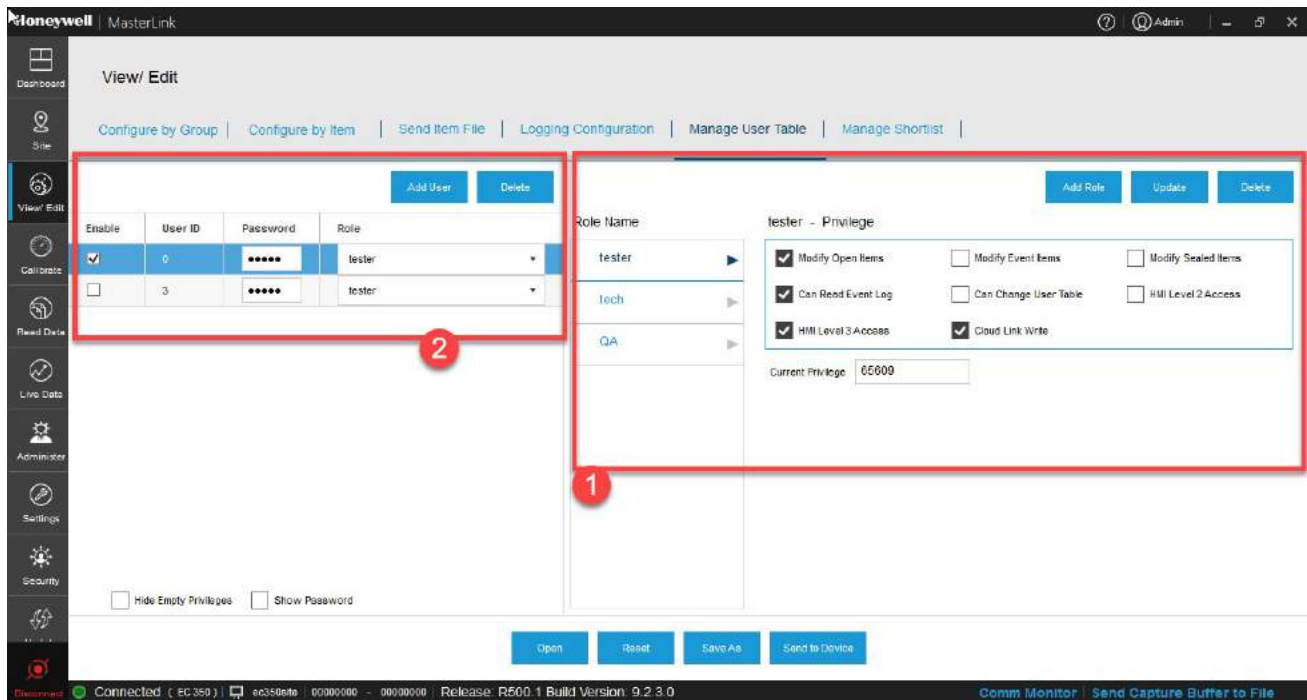 Honeywell | MasterLink
Admin
Dashboard
Site
View/ Edit
Calibrate
Read Data
Live Data
Administer
Settings
Security
Disconnect
View/ Edit
Configure by Group | Configure by Item | Send Item File | Logging Configuration | Manage User Table | Manage Shortlist |
Add User Delete
Enable User ID Password Role
0 ••••• tester
3 ••••• tester
2
Hide Empty Privileges Show Password
Add Role Update Delete
Role Name
tester
tech
QA
tester - Privilege
Modify Open Items Modify Event Items Modify Sealed Items
Can Read Event Log Can Change User Table HMI Level 2 Access
HMI Level 3 Access Cloud Link Write
Current Privilege 65609
1
Open Reset Save As Send to Device
Connected ( EC 350 ) | ec350site | 00000000 - 00000000 | Release: R500.1 Build Version: 9.2.3.0
Comm Monitor | Send Capture Buffer to File